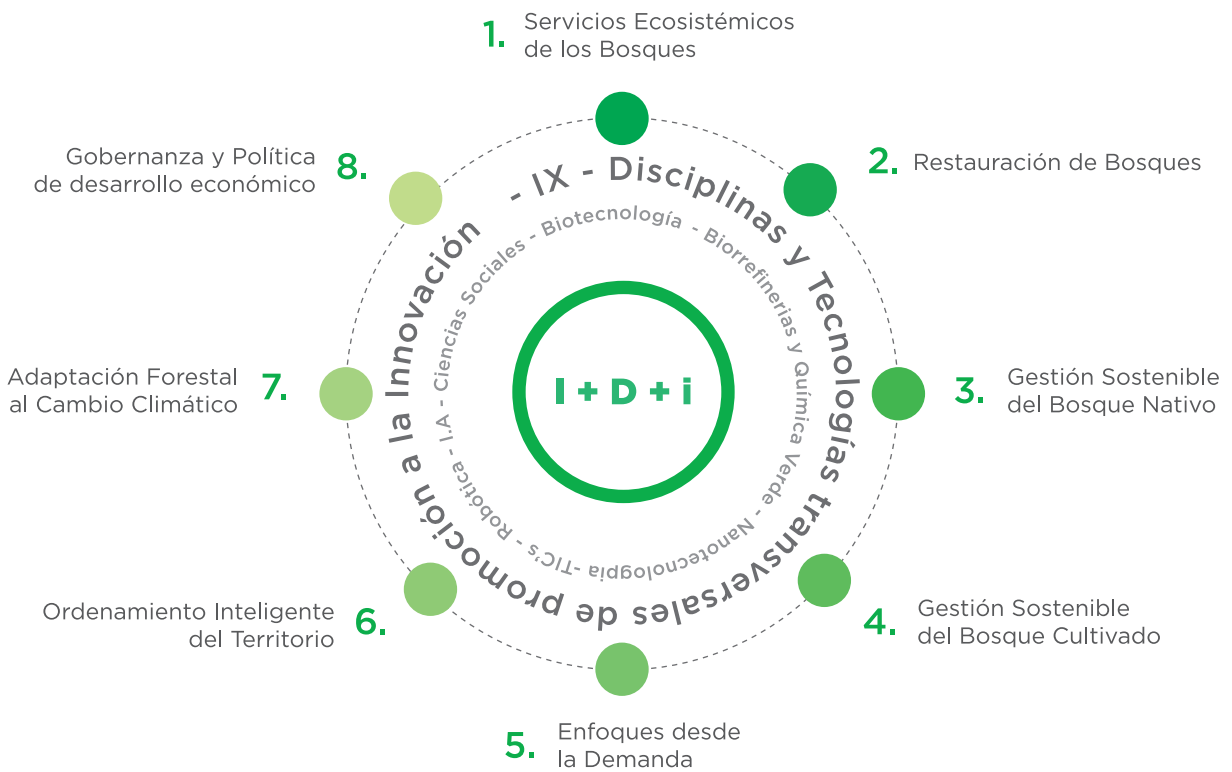 1. Servicios Ecosistémicos
de los Bosques
2. Restauración de Bosques
3. Gestión Sostenible
del Bosque Nativo
4. Gestión Sostenible
del Bosque Cultivado
5. Enfoques desde
la Demanda
6. Ordenamiento Inteligente
del Territorio
7. Adaptación Forestal
al Cambio Climático
8. Gobernanza y Política
de desarrollo económico
- IX - Disciplinas y Tecnologías transversales de promoción a la Innovación
- Biotecnología - Biorrefinerias y Química Verde - Nanotecnologpia -TIC's - Robótica - I.A - Ciencias Sociales
I + D + i